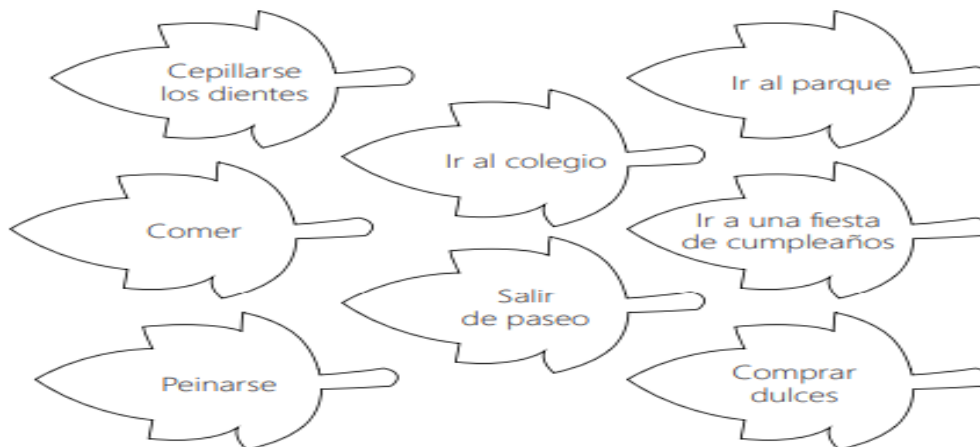 Cepillarse
los dientes
Ir al parque
Ir al colegio
Comer
Ir a una fiesta
de cumpleaños
Salir
de paseo
Peinarse
Comprar
dulces